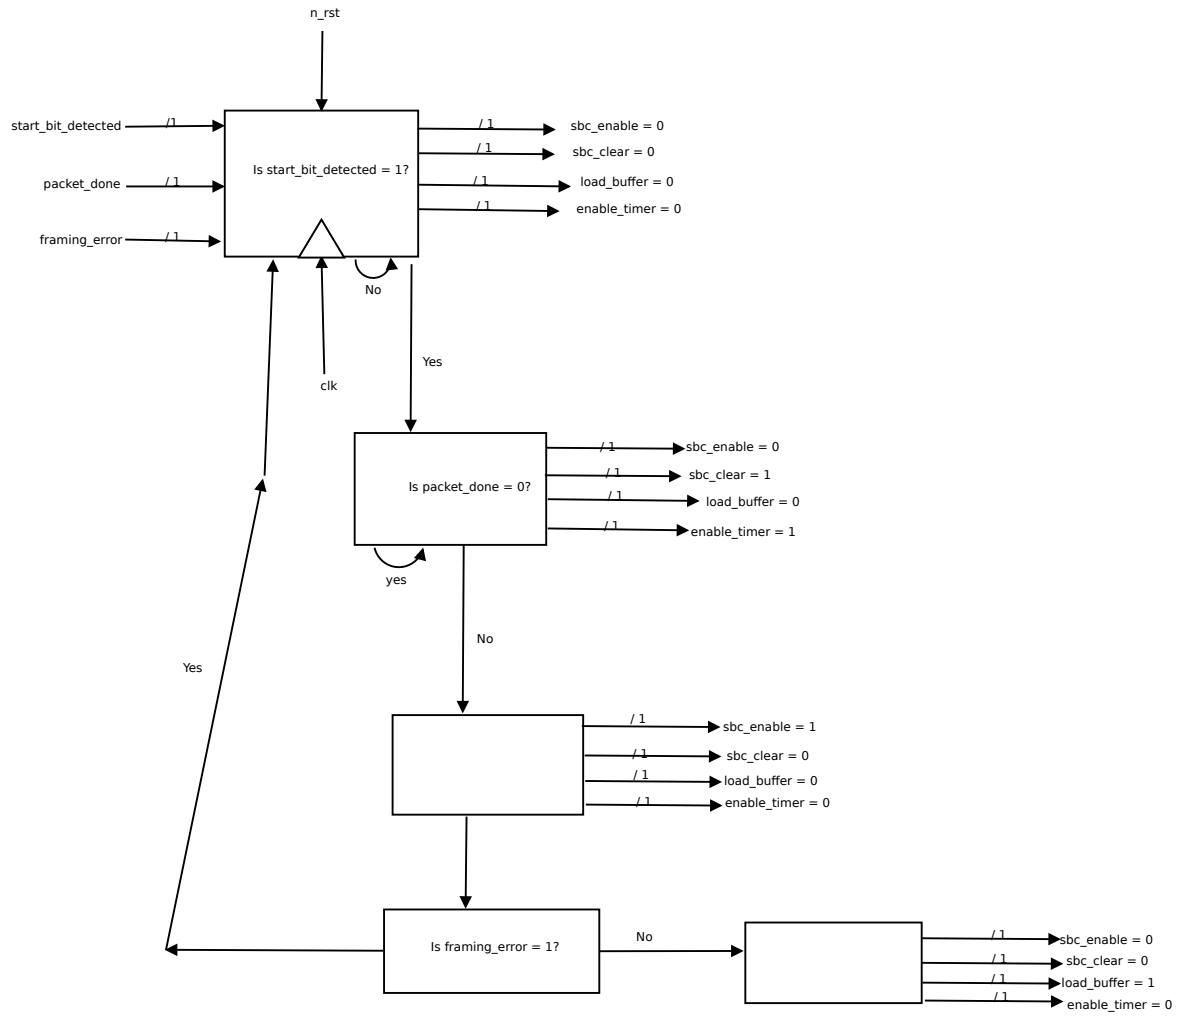 n_rst
start_bit_detected
/1
packet_done
/ 1
framing_error
/ 1
Is start_bit_detected = 1?
/ 1
sbc_enable = 0
/ 1
sbc_clear = 0
/ 1
load_buffer = 0
/ 1
enable_timer = 0
No
clk
Yes
Is packet_done = 0?
/ 1
sbc_enable = 0
/ 1
sbc_clear = 1
/ 1
load_buffer = 0
/ 1
enable_timer = 1
yes
No
Yes
/ 1
sbc_enable = 1
/ 1
sbc_clear = 0
/ 1
load_buffer = 0
/ 1
enable_timer = 0
Is framing_error = 1?
No
/ 1
sbc_enable = 0
/ 1
sbc_clear = 0
/ 1
load_buffer = 1
/ 1
enable_timer = 0